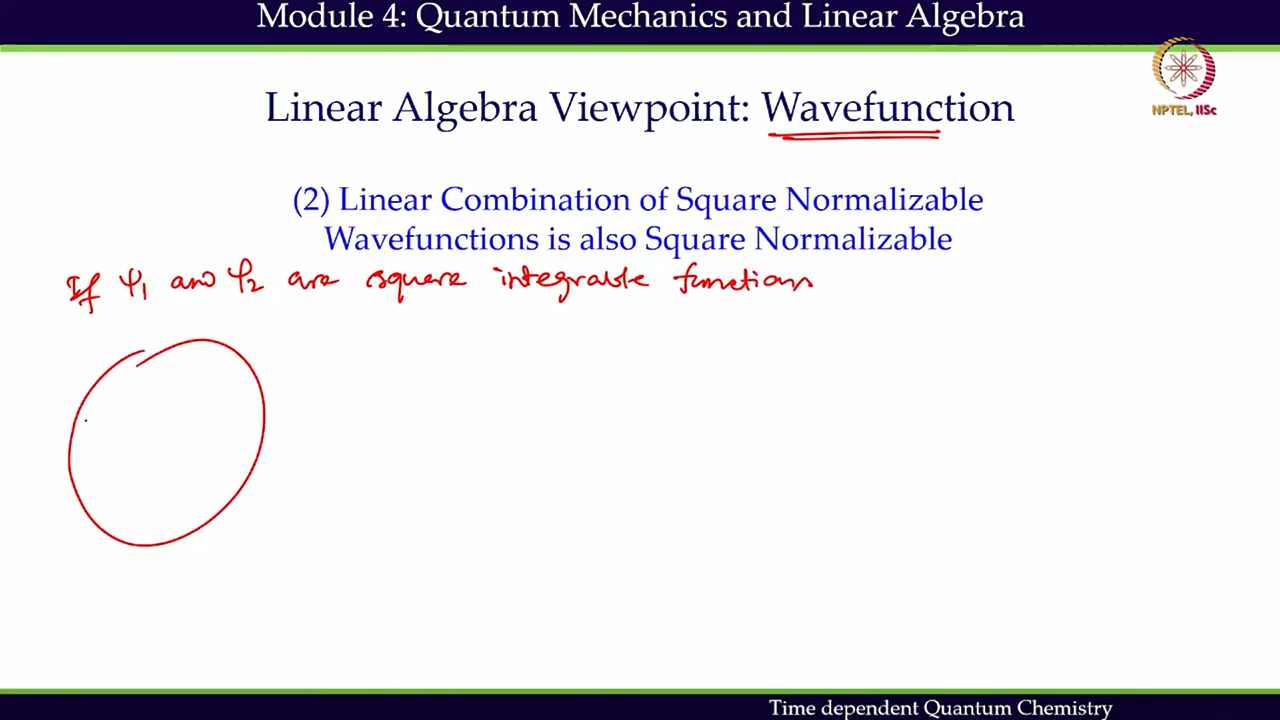 Module 4: Quantum Mechanics and Linear Algebra
NPTEL, IISc
Linear Algebra Viewpoint: Wavefunction
(2) Linear Combination of Square Normalizable
Wavefunctions is also Square Normalizable
If ψ₁ and ψ₂ are square integrable functions
Time dependent Quantum Chemistry